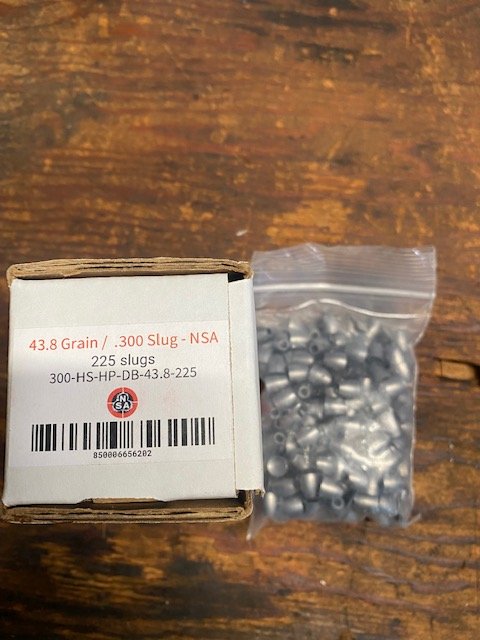 43.8 Grain / .300 Slug - NSA
225 slugs
300-HS-HP-DB-43.8-225
NSA
850006656202